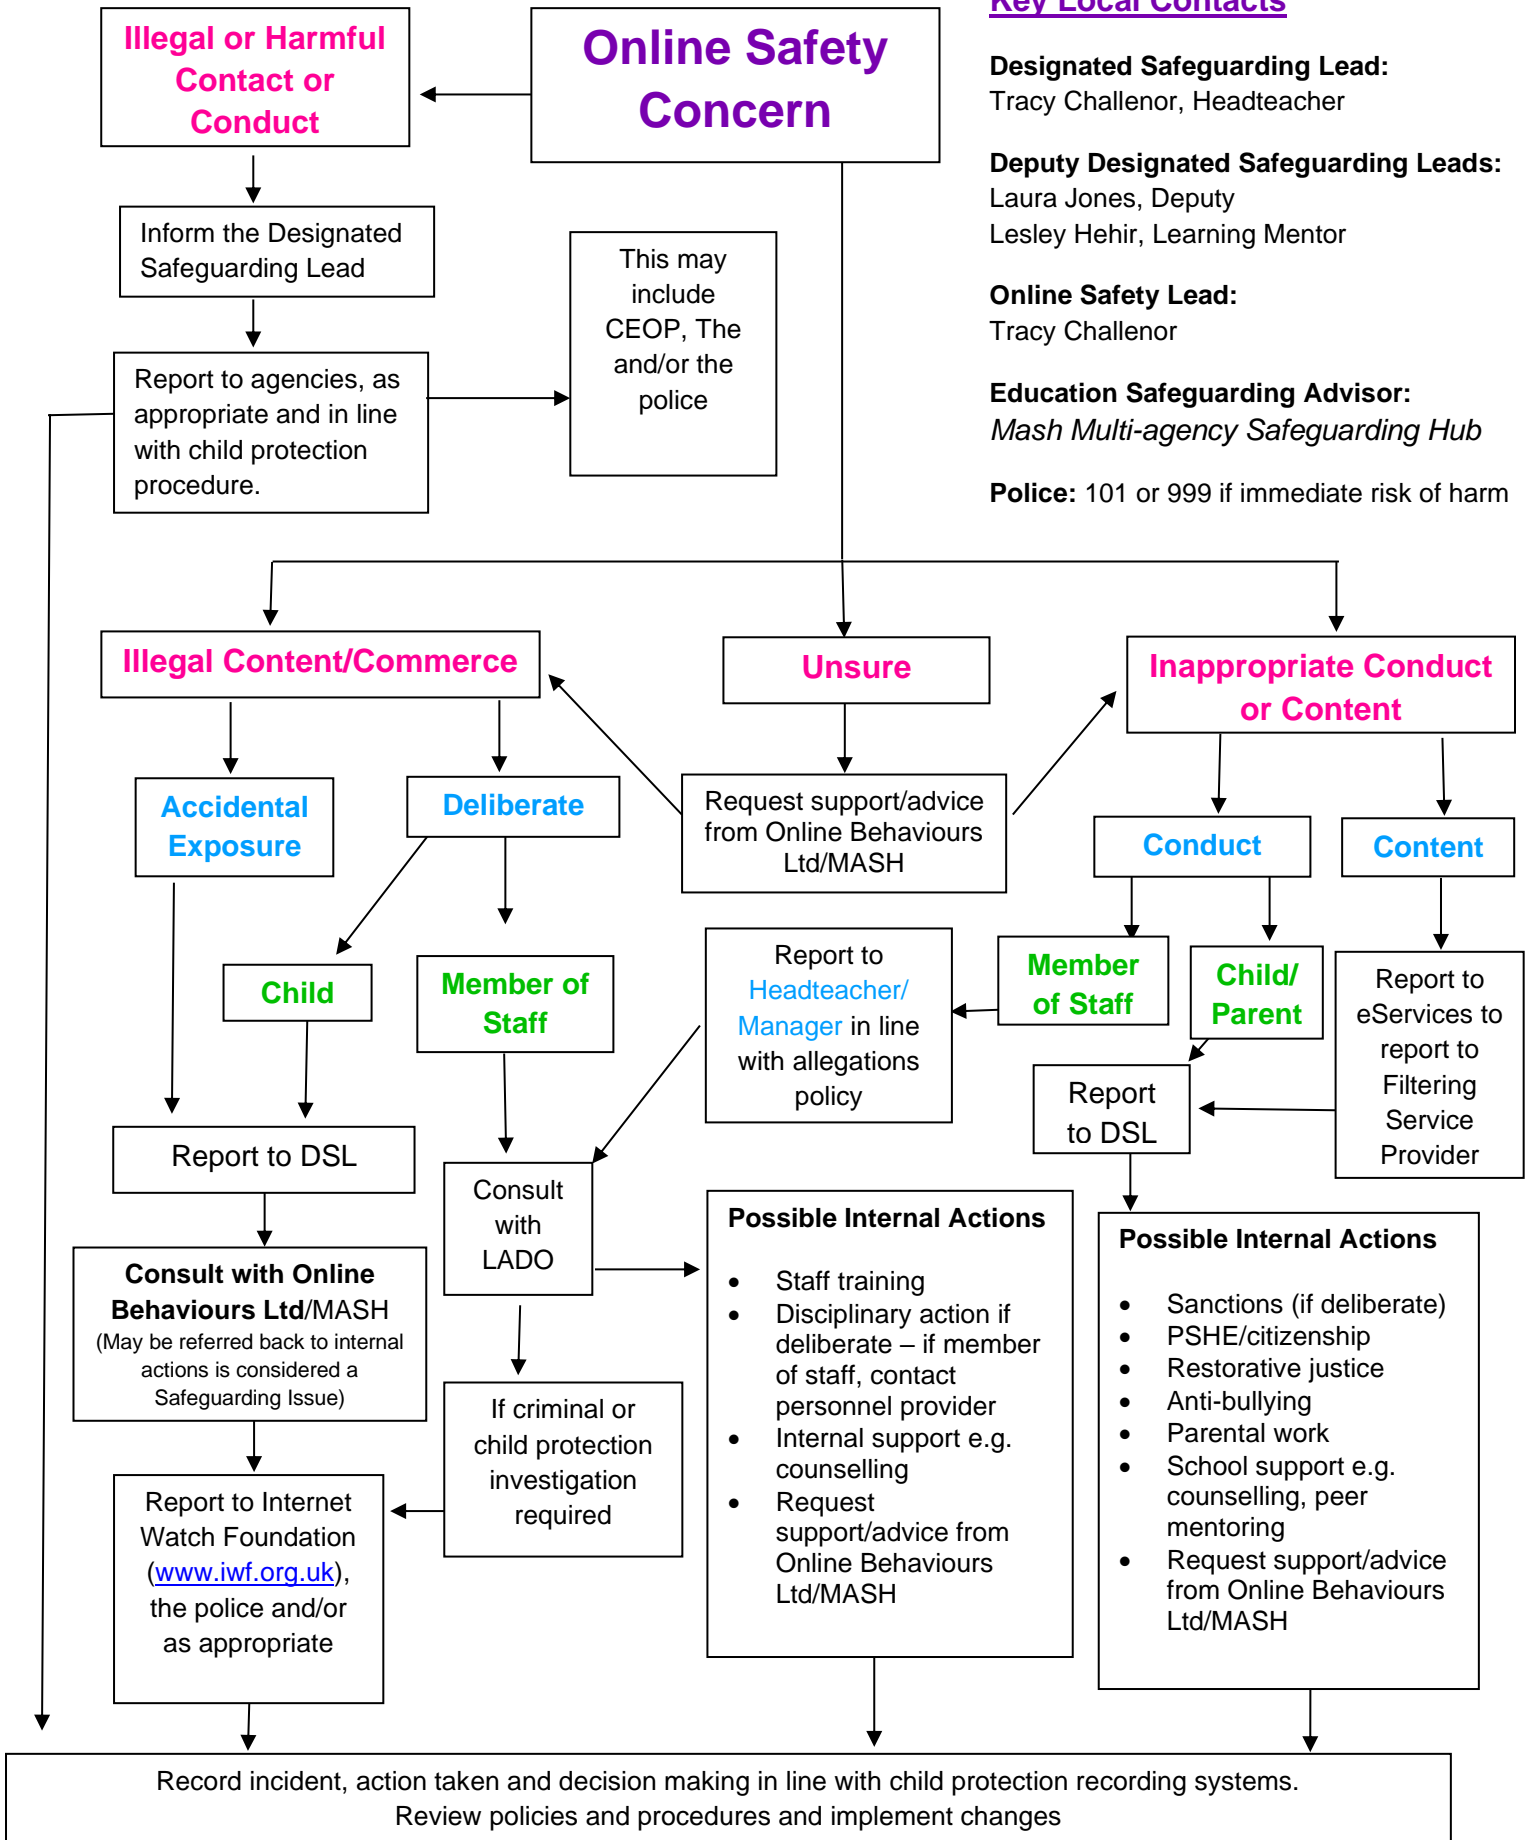 Key Local Contacts
Illegal or Harmful
Contact or
Conduct
Online Safety
Concern
Designated Safeguarding Lead:
Tracy Challenor, Headteacher
Deputy Designated Safeguarding Leads:
Laura Jones, Deputy
Lesley Hehir, Learning Mentor
Online Safety Lead:
Tracy Challenor
Education Safeguarding Advisor:
Mash Multi-agency Safeguarding Hub
Police: 101 or 999 if immediate risk of harm
Inform the Designated
Safeguarding Lead
This may
include
CEOP, The
and/or the
police
Report to agencies, as
appropriate and in line
with child protection
procedure.
Illegal Content/Commerce
Unsure
Inappropriate Conduct
or Content
Accidental
Exposure
Deliberate
Request support/advice
from Online Behaviours
Ltd/MASH
Conduct
Content
Child
Member of
Staff
Report to
Headteacher/
Manager in line
with allegations
policy
Member
of Staff
Child/
Parent
Report to
eServices to
report to
Filtering
Service
Provider
Report
to DSL
Report to DSL
Consult
with
LADO
Consult with Online
Behaviours Ltd/MASH
(May be referred back to internal
actions is considered a
Safeguarding Issue)
If criminal or
child protection
investigation
required
Report to Internet
Watch Foundation
(www.iwf.org.uk),
the police and/or
as appropriate
Possible Internal Actions
• Staff training
• Disciplinary action if
deliberate – if member
of staff, contact
personnel provider
• Internal support e.g.
counselling
• Request
support/advice from
Online Behaviours
Ltd/MASH
Possible Internal Actions
• Sanctions (if deliberate)
• PSHE/citizenship
• Restorative justice
• Anti-bullying
• Parental work
• School support e.g.
counselling, peer
mentoring
• Request support/advice
from Online Behaviours
Ltd/MASH
Record incident, action taken and decision making in line with child protection recording systems.
Review policies and procedures and implement changes